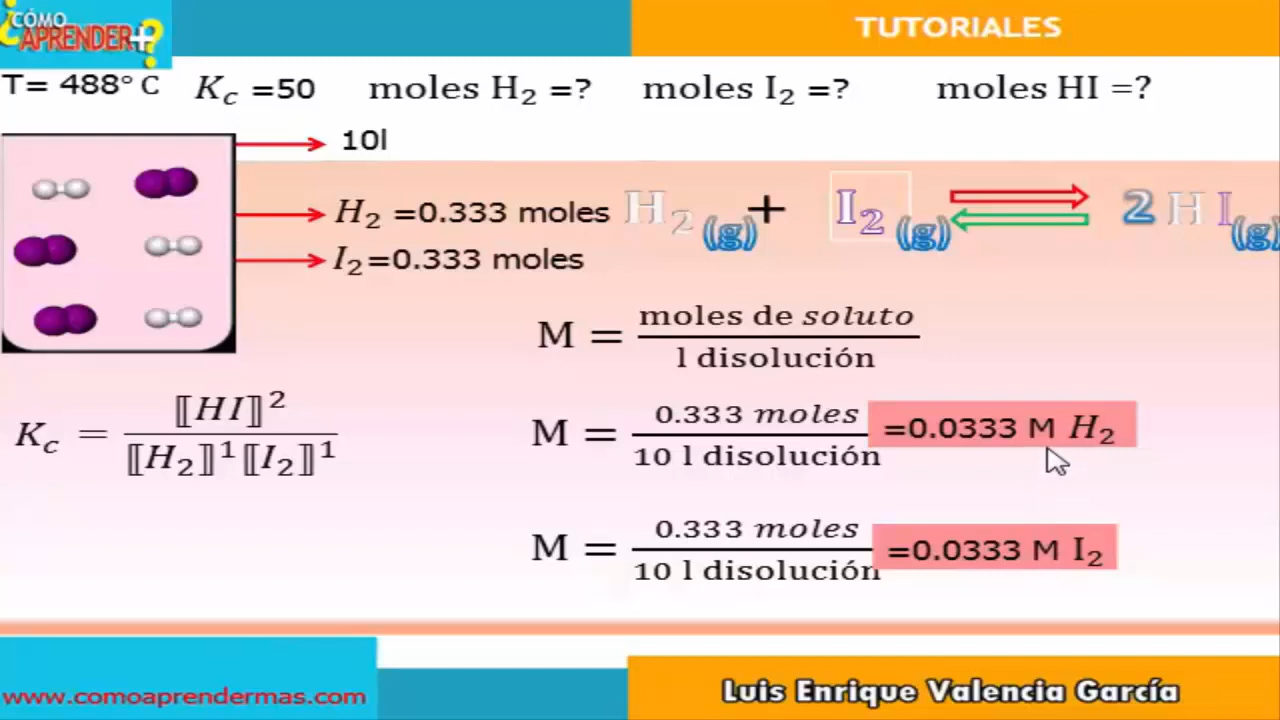 ¿CÓMO
APRENDER+?
TUTORIALES
T= 488°C K_c =50 moles H₂ =? moles I₂ =? moles HI =?
10l
H₂ =0.333 moles
I₂=0.333 moles
H₂(g) + I₂(g) ⇄ 2 H I(g)
M = moles de soluto / l disolución
K_c = ⟦HI⟧² / ⟦H₂⟧¹⟦I₂⟧¹
M = 0.333 moles / 10 l disolución =0.0333 M H₂
M = 0.333 moles / 10 l disolución =0.0333 M I₂
www.comoaprendermas.com
Luis Enrique Valencia García